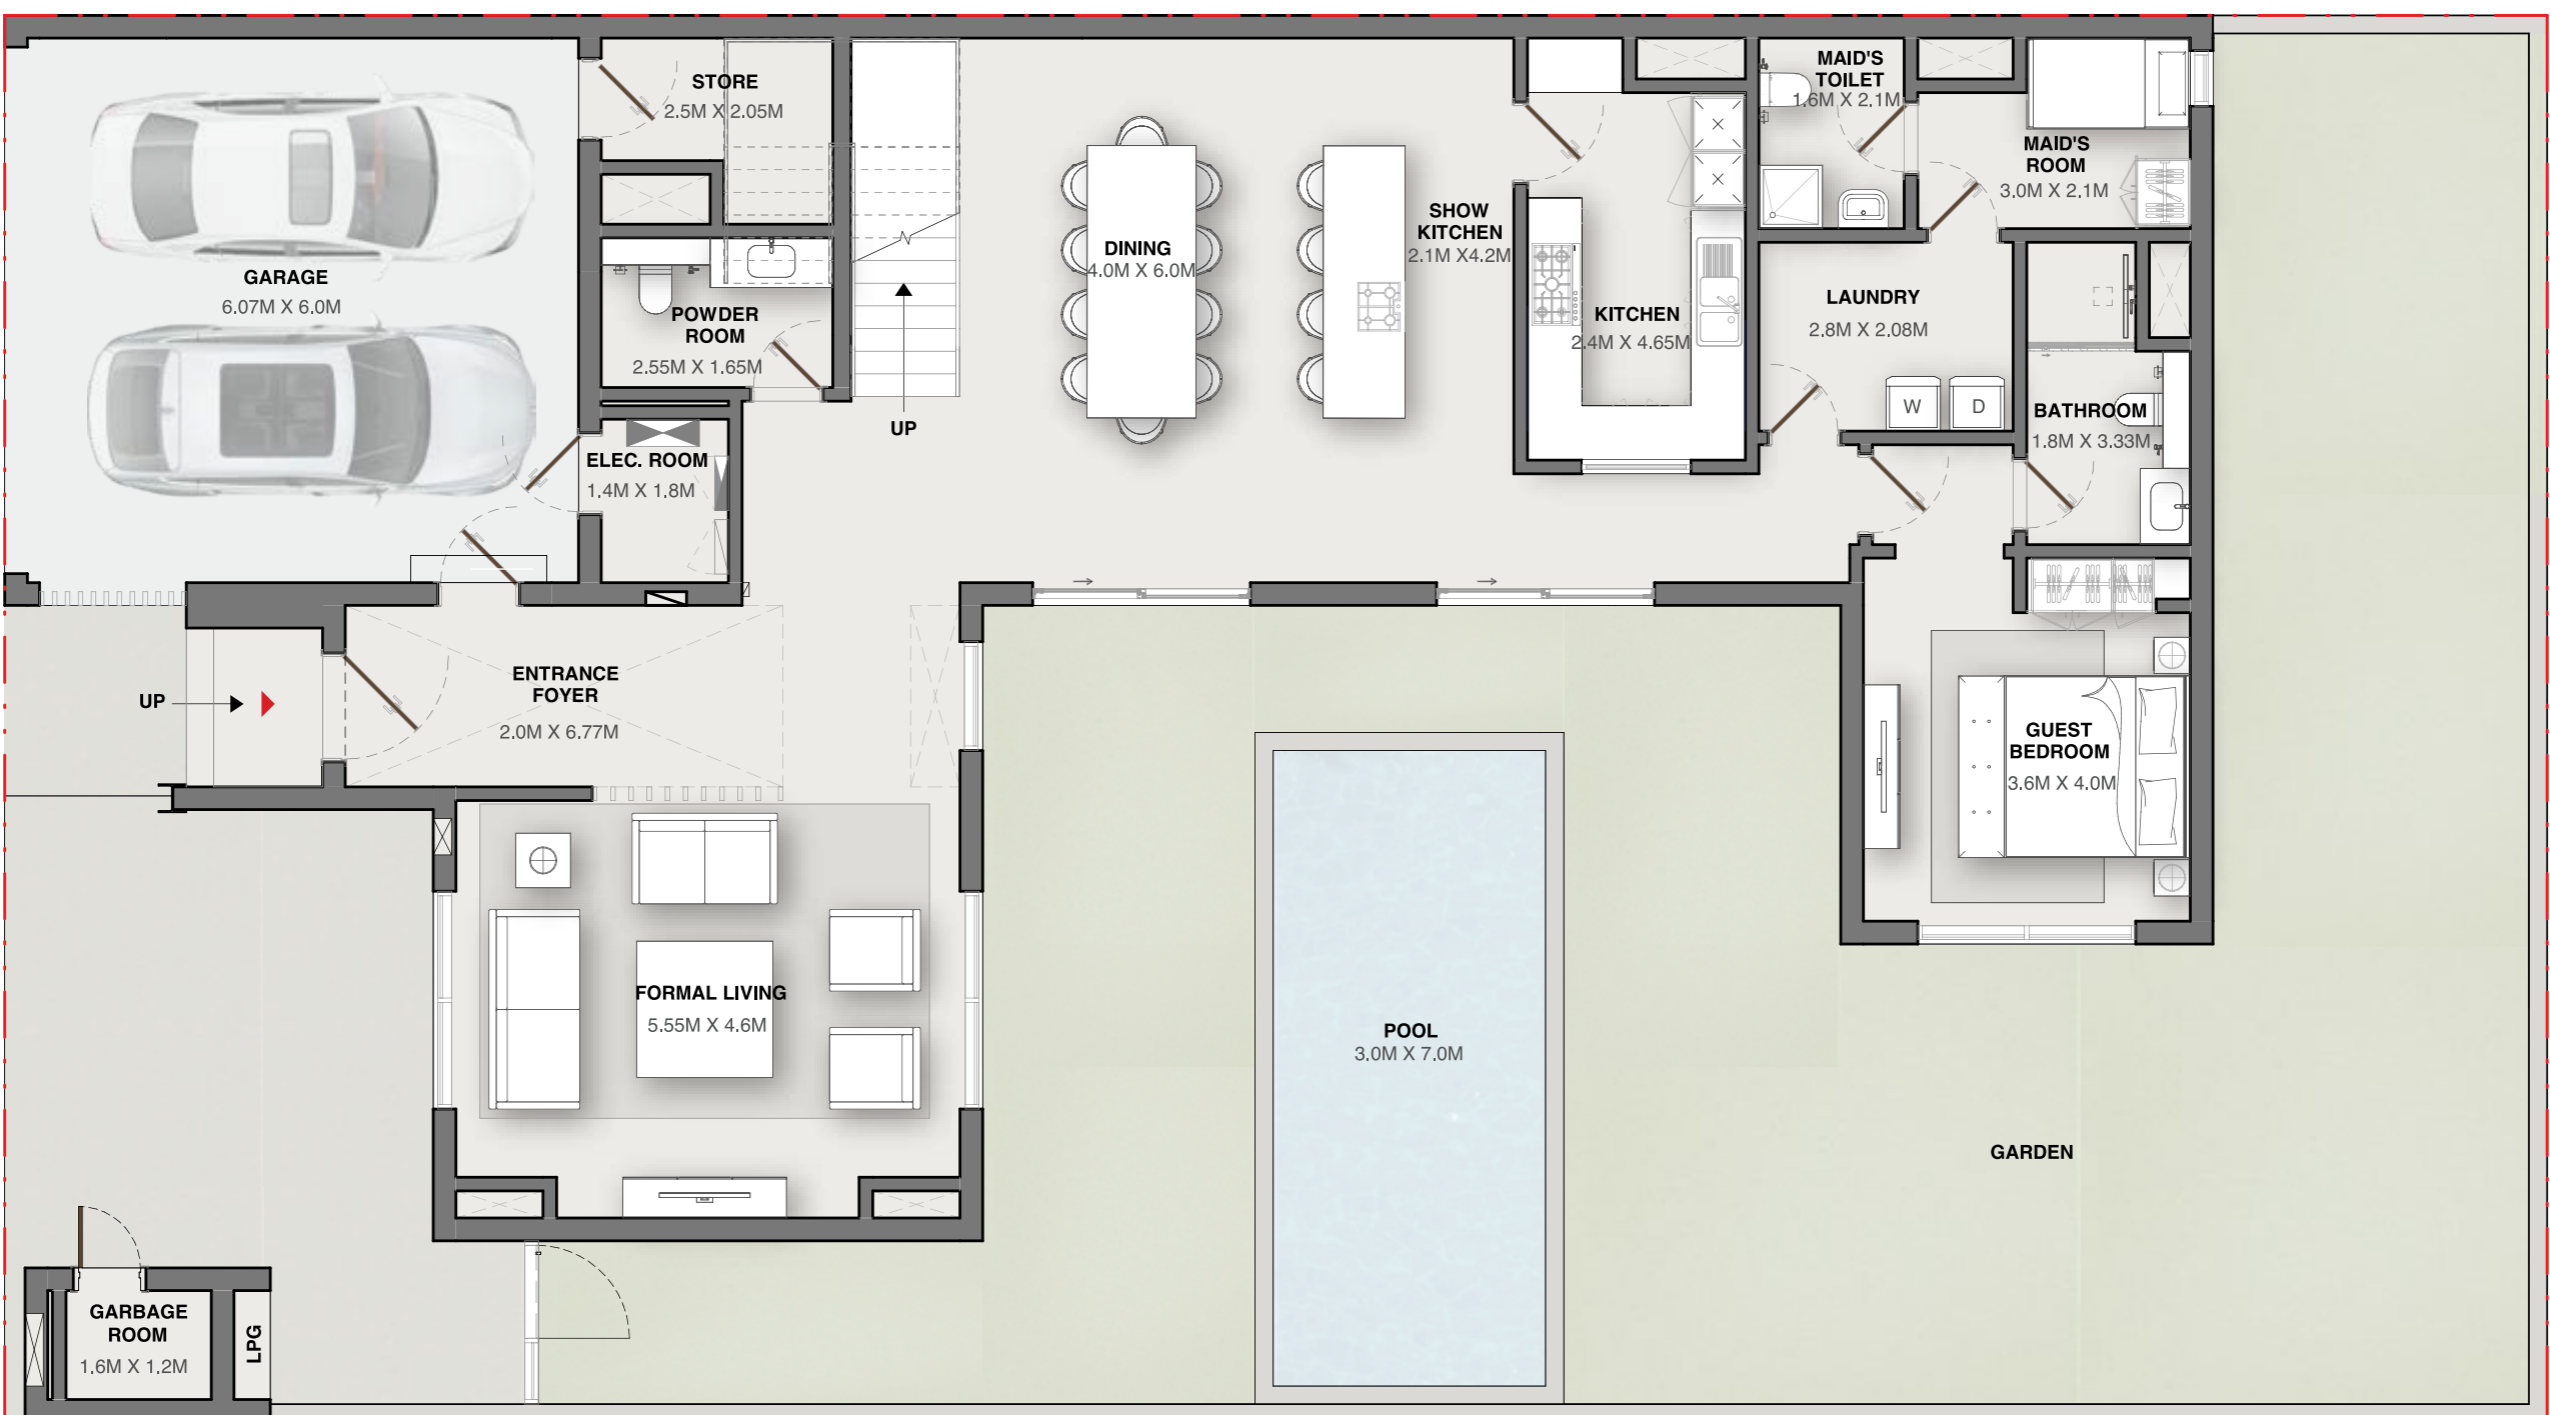 STORE
2.5M X 2.05M
GARAGE
6.07M X 6.0M
POWDER
ROOM
2.55M X 1.65M
ELEC. ROOM
1.4M X 1.8M
UP
DINING
4.0M X 6.0M
SHOW
KITCHEN
2.1M X4.2M
KITCHEN
2.4M X 4.65M
MAID'S
TOILET
1.6M X 2.1M
MAID'S
ROOM
3.0M X 2.1M
LAUNDRY
2.8M X 2.08M
W
D
BATHROOM
1.8M X 3.33M
UP
ENTRANCE
FOYER
2.0M X 6.77M
GUEST
BEDROOM
3.6M X 4.0M
FORMAL LIVING
5.55M X 4.6M
POOL
3.0M X 7.0M
GARDEN
GARBAGE
ROOM
1.6M X 1.2M
LPG